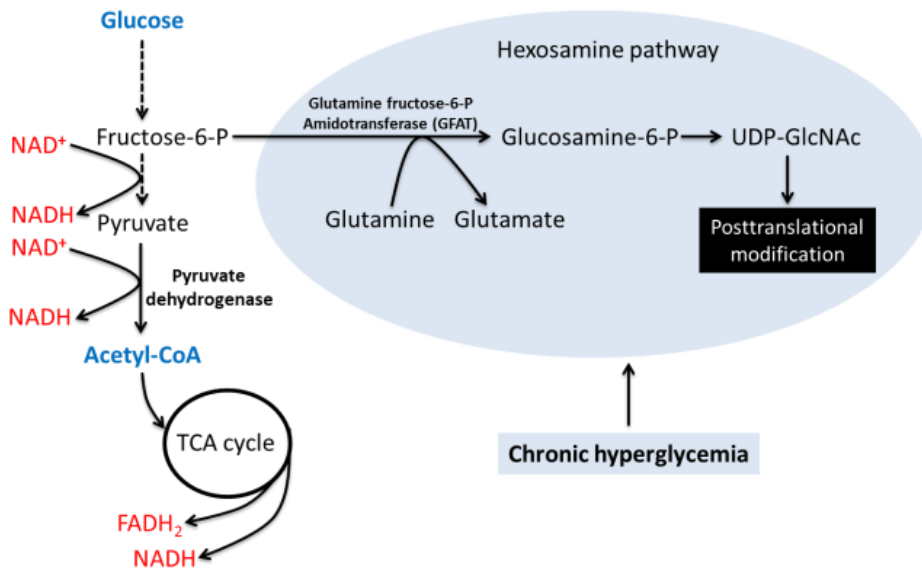 Glucose
Hexosamine pathway
Glutamine fructose-6-P
Amidotransferase (GFAT)
NAD⁺
Fructose-6-P
Glucosamine-6-P
UDP-GlcNAc
NADH
Pyruvate
Glutamine
Glutamate
Posttranslational
modification
NAD⁺
Pyruvate
dehydrogenase
NADH
Acetyl-CoA
TCA cycle
Chronic hyperglycemia
FADH₂
NADH